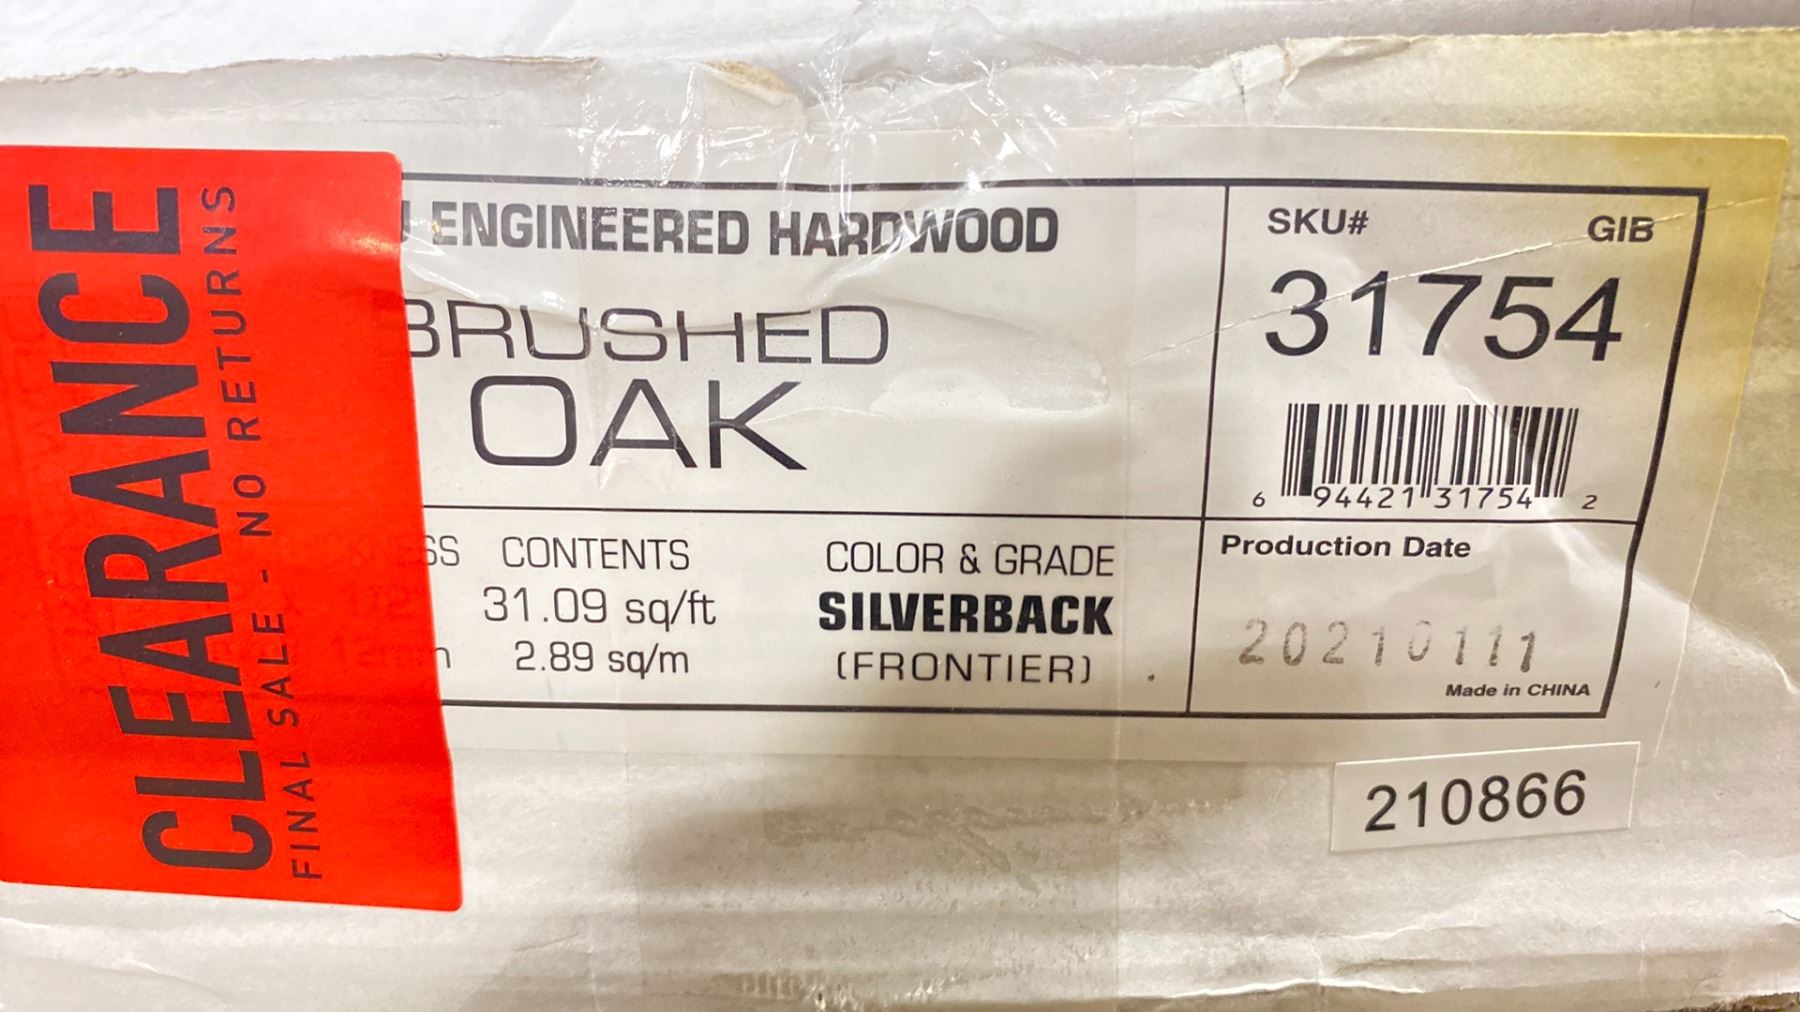 CLEARANCE
FINAL SALE - NO RETURNS
ENGINEERED HARDWOOD
BRUSHED
OAK
SS CONTENTS
31.09 sq/ft
2.89 sq/m
COLOR & GRADE
SILVERBACK
(FRONTIER)
SKU# GIB
31754
6 94421 31754 2
Production Date
20210111
Made in CHINA
210866